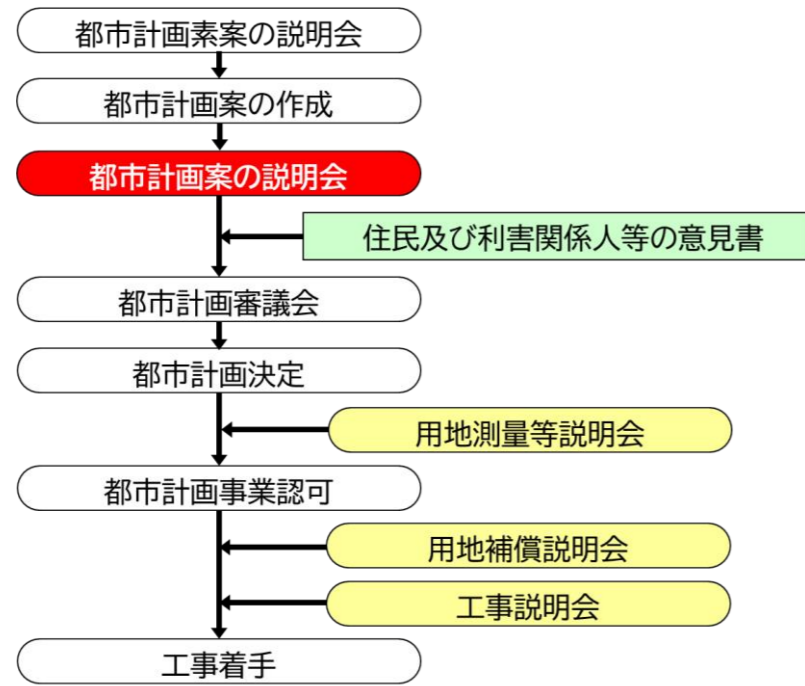 都市計画素案の説明会
都市計画案の作成
都市計画案の説明会
住民及び利害関係人等の意見書
都市計画審議会
都市計画決定
用地測量等説明会
都市計画事業認可
用地補償説明会
工事説明会
工事着手